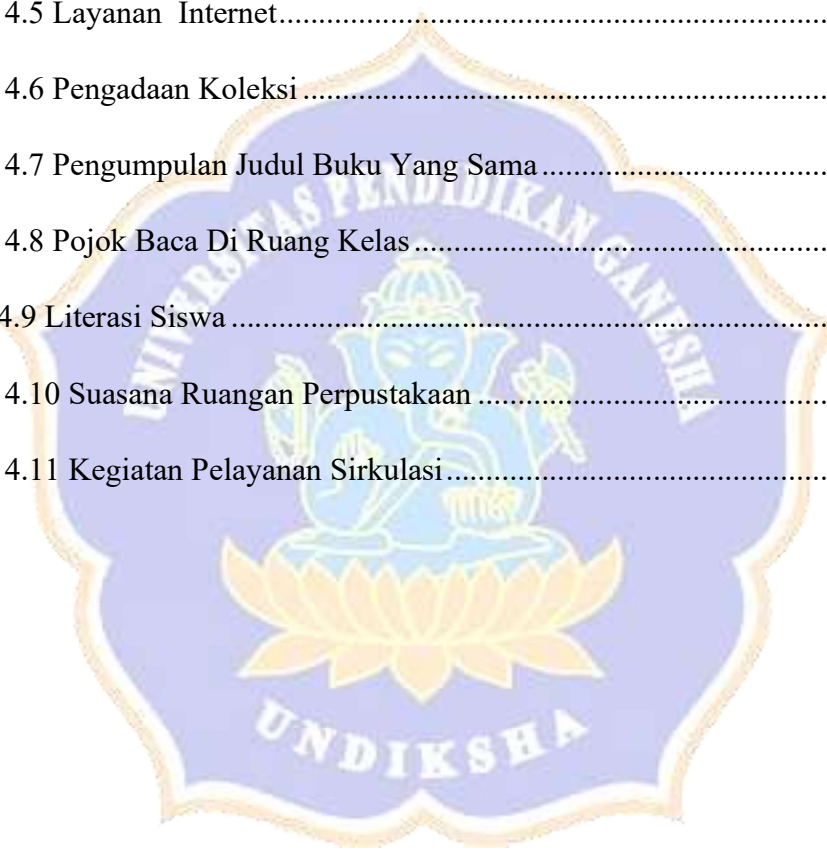 4.5 Layanan  Internet......................................................................
4.6 Pengadaan Koleksi...................................................................
4.7 Pengumpulan Judul Buku Yang Sama....................................
4.8 Pojok Baca Di Ruang Kelas.....................................................
4.9 Literasi Siswa...........................................................................
4.10 Suasana Ruangan Perpustakaan............................................
4.11 Kegiatan Pelayanan Sirkulasi................................................
UNIVERSITAS PENDIDIKAN GANESHA
UNDIKSHA